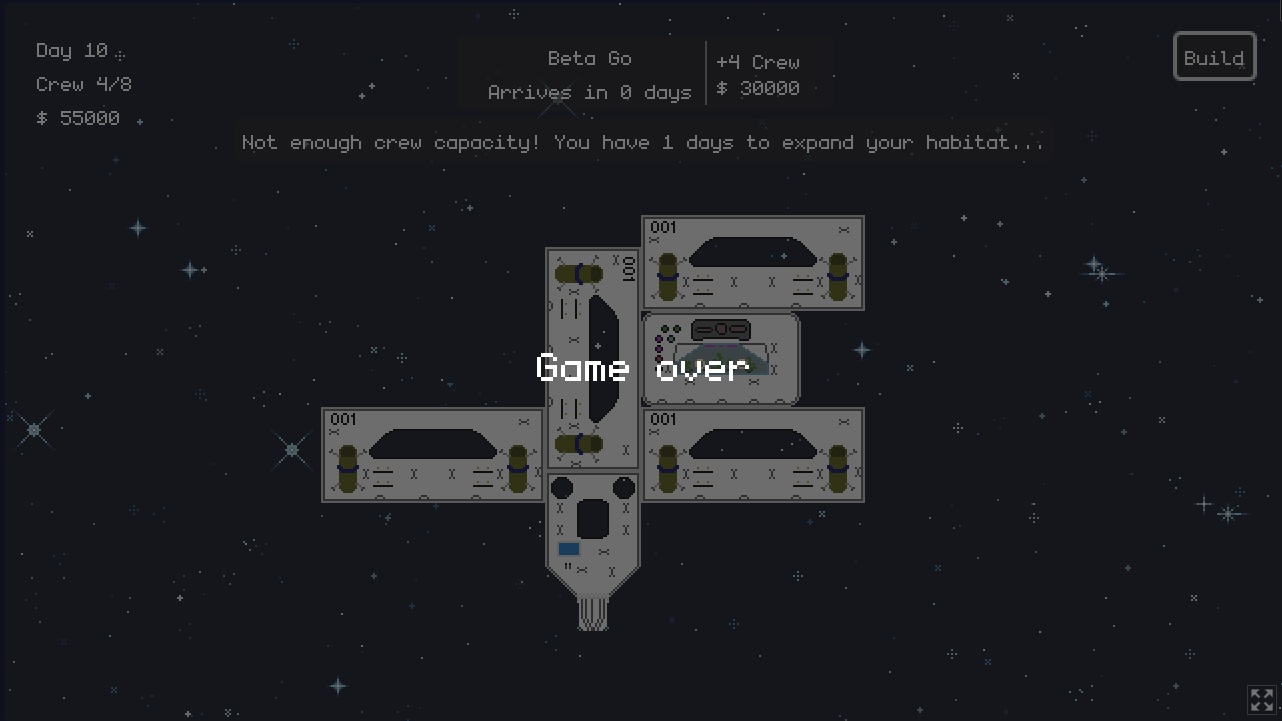 Day 10
Crew 4/8
$ 55000
Beta Go
Arrives in 0 days
+4 Crew
$ 30000
Build
Not enough crew capacity! You have 1 days to expand your habitat...
001
001
Game over
001
001